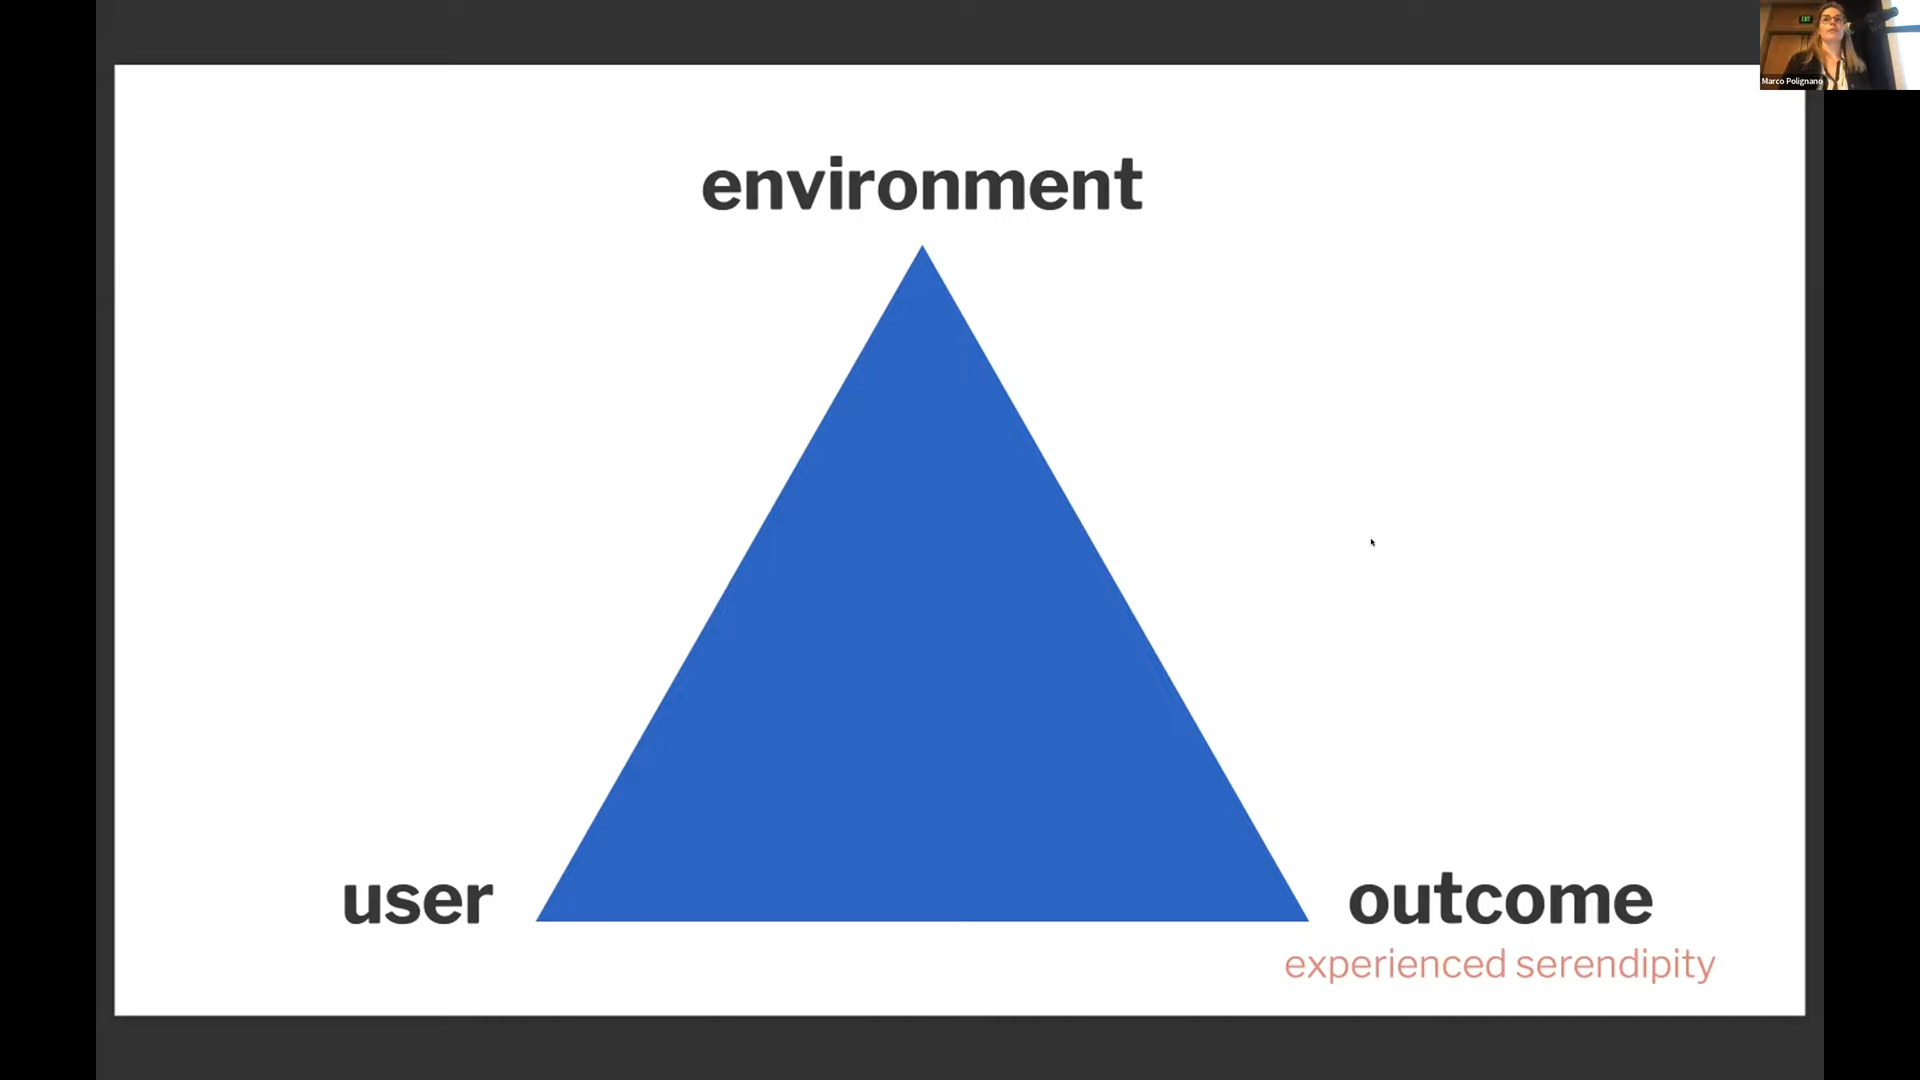 Marco Polignano
environment
user
outcome
experienced serendipity